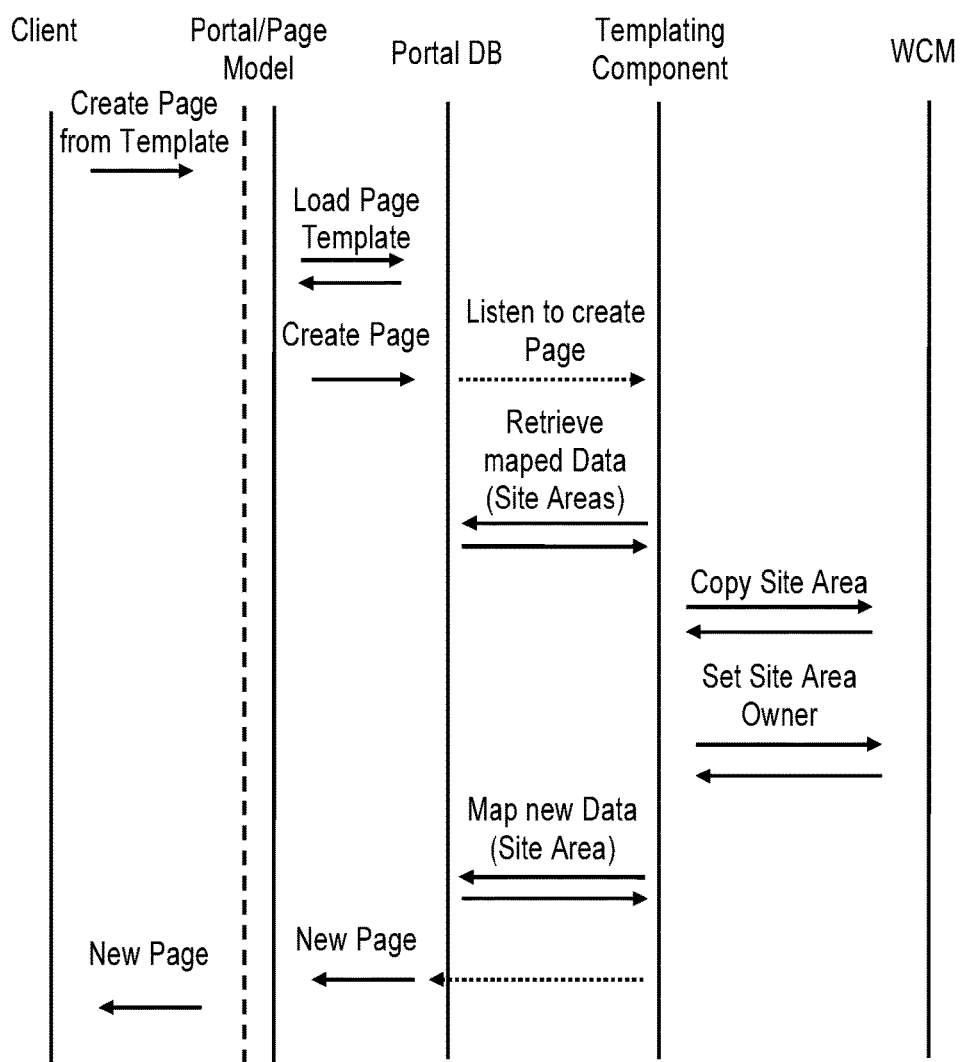 Client
Portal/Page
Model
Portal DB
Templating
Component
WCM
Create Page
from Template
Load Page
Template
Create Page
Listen to create
Page
Retrieve
maped Data
(Site Areas)
Copy Site Area
Set Site Area
Owner
Map new Data
(Site Area)
New Page
New Page